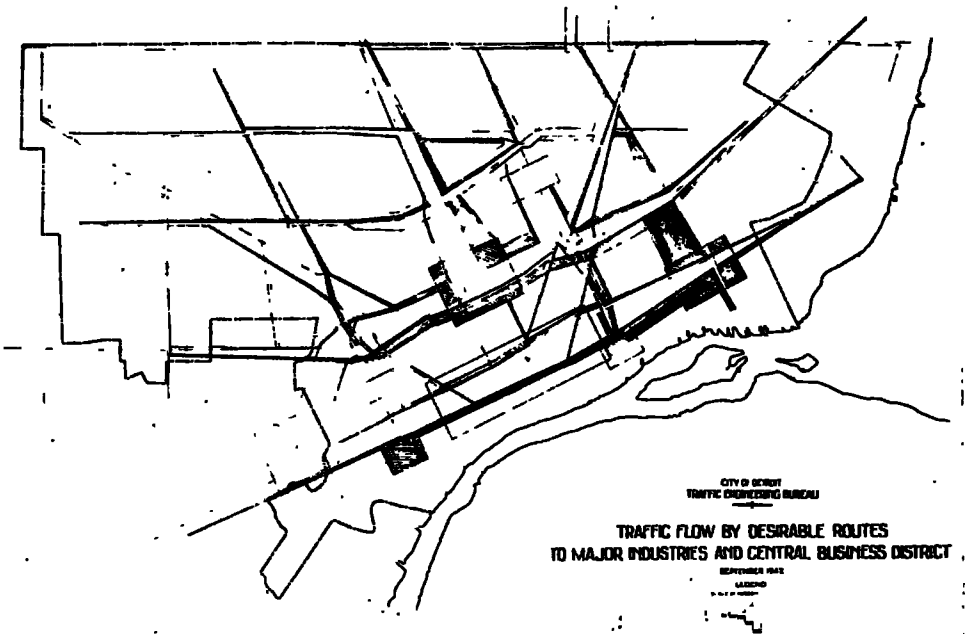 CITY OF DETROIT
TRAFFIC ENGINEERING BUREAU
TRAFFIC FLOW BY DESIRABLE ROUTES
TO MAJOR INDUSTRIES AND CENTRAL BUSINESS DISTRICT
SEPTEMBER 1942
LEGEND